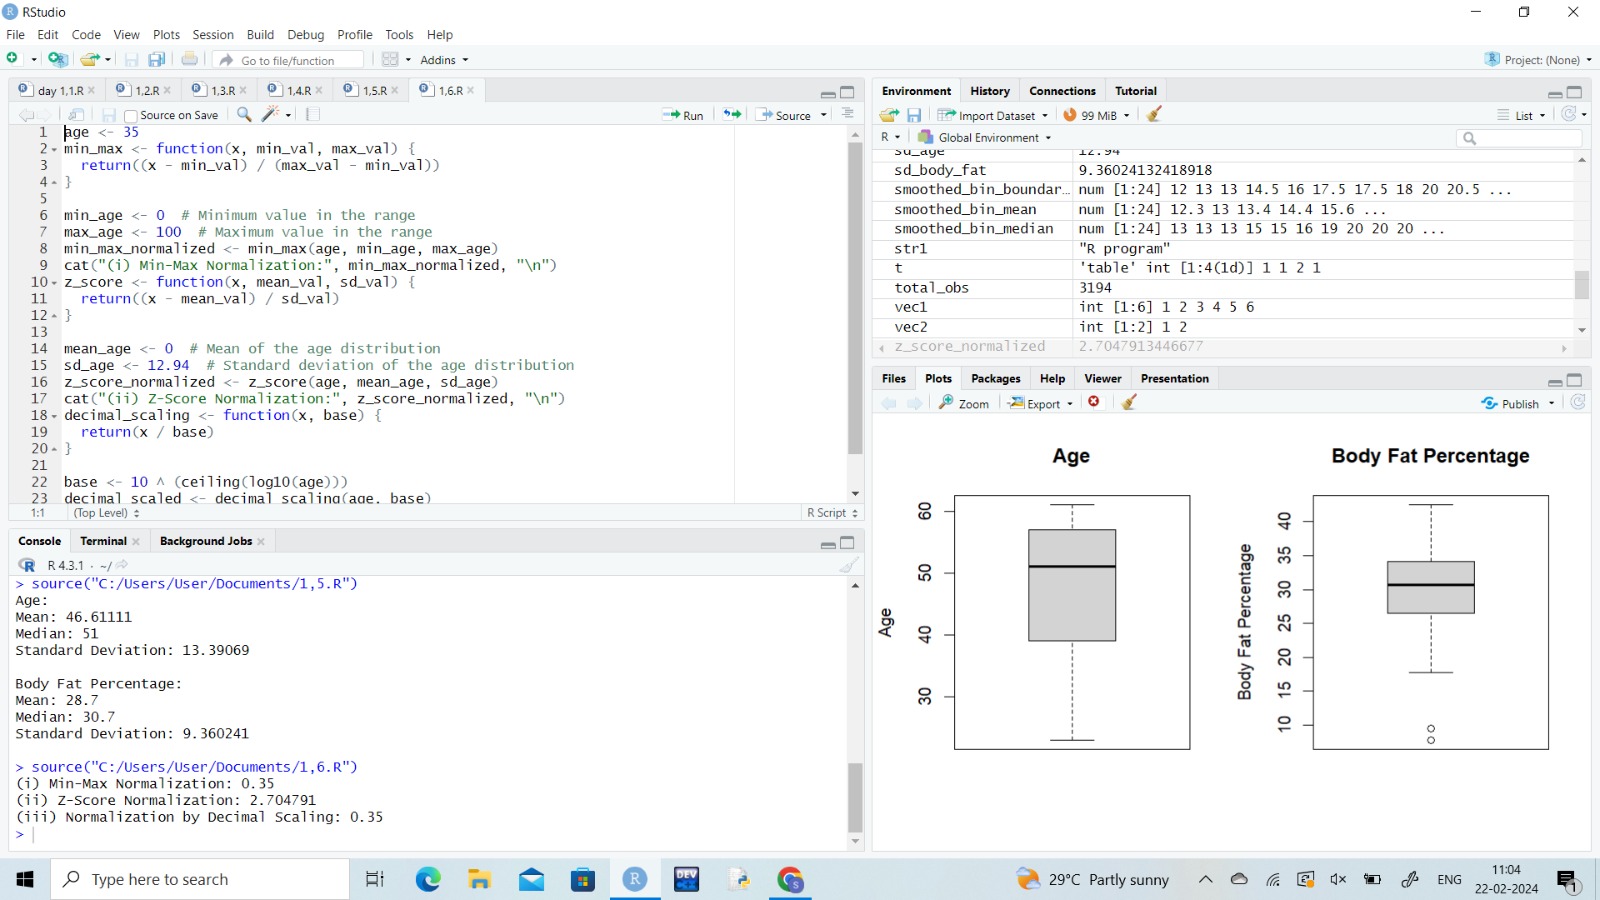 RStudio
File Edit Code View Plots Session Build Debug Profile Tools Help
Go to file/function Addins Project: (None)
day 1,1.R 1,2.R 1,3.R 1,4.R 1,5.R 1,6.R
Source on Save Run Source
1 age <- 35
2 min_max <- function(x, min_val, max_val) {
3 return((x - min_val) / (max_val - min_val))
4 }
5
6 min_age <- 0 # Minimum value in the range
7 max_age <- 100 # Maximum value in the range
8 min_max_normalized <- min_max(age, min_age, max_age)
9 cat("(i) Min-Max Normalization:", min_max_normalized, "\n")
10 z_score <- function(x, mean_val, sd_val) {
11 return((x - mean_val) / sd_val)
12 }
13
14 mean_age <- 0 # Mean of the age distribution
15 sd_age <- 12.94 # Standard deviation of the age distribution
16 z_score_normalized <- z_score(age, mean_age, sd_age)
17 cat("(ii) Z-Score Normalization:", z_score_normalized, "\n")
18 decimal_scaling <- function(x, base) {
19 return(x / base)
20 }
21
22 base <- 10 ^ (ceiling(log10(age)))
23 decimal_scaled <- decimal_scaling(age, base)
1:1 (Top Level) R Script
Console Terminal Background Jobs
R 4.3.1 · ~/
> source("C:/Users/User/Documents/1,5.R")
Age:
Mean: 46.61111
Median: 51
Standard Deviation: 13.39069
Body Fat Percentage:
Mean: 28.7
Median: 30.7
Standard Deviation: 9.360241
> source("C:/Users/User/Documents/1,6.R")
(i) Min-Max Normalization: 0.35
(ii) Z-Score Normalization: 2.704791
(iii) Normalization by Decimal Scaling: 0.35
>
Environment History Connections Tutorial
Import Dataset 99 MiB List
R Global Environment
sd_age 12.94
sd_body_fat 9.36024132418918
smoothed_bin_boundar… num [1:24] 12 13 13 14.5 16 17.5 17.5 18 20 20.5 ...
smoothed_bin_mean num [1:24] 12.3 13 13.4 14.4 15.6 ...
smoothed_bin_median num [1:24] 13 13 13 15 15 16 19 20 20 20 ...
str1 "R program"
t 'table' int [1:4(1d)] 1 1 2 1
total_obs 3194
vec1 int [1:6] 1 2 3 4 5 6
vec2 int [1:2] 1 2
z_score_normalized 2.7047913446677
Files Plots Packages Help Viewer Presentation
Zoom Export Publish
Age
Age
30 40 50 60
Body Fat Percentage
Body Fat Percentage
10 15 20 25 30 35 40
Type here to search
DEV
29°C Partly sunny
ENG
11:04
22-02-2024
1